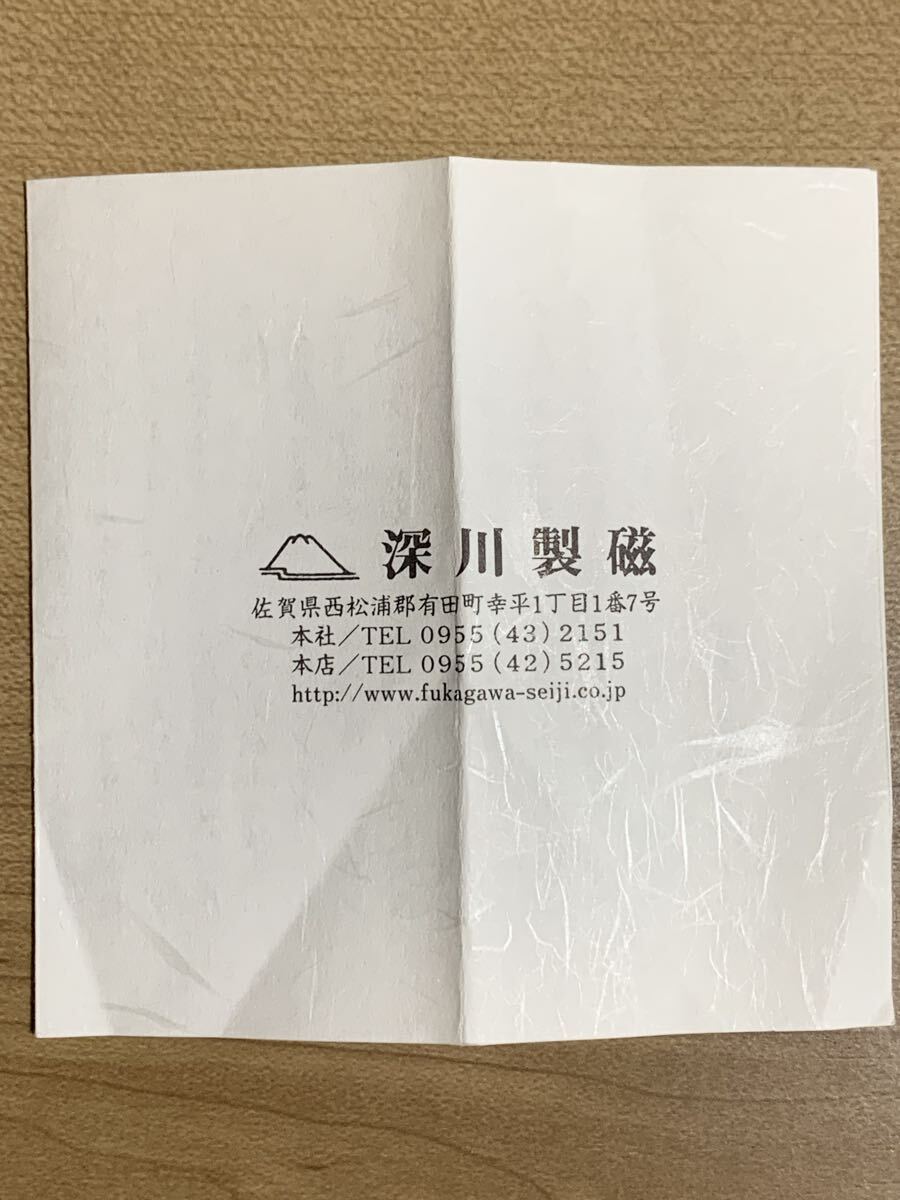 深川製磁
佐賀県西松浦郡有田町幸平1丁目1番7号
本社／TEL 0955(43)2151
本店／TEL 0955(42)5215
http://www.fukagawa-seiji.co.jp